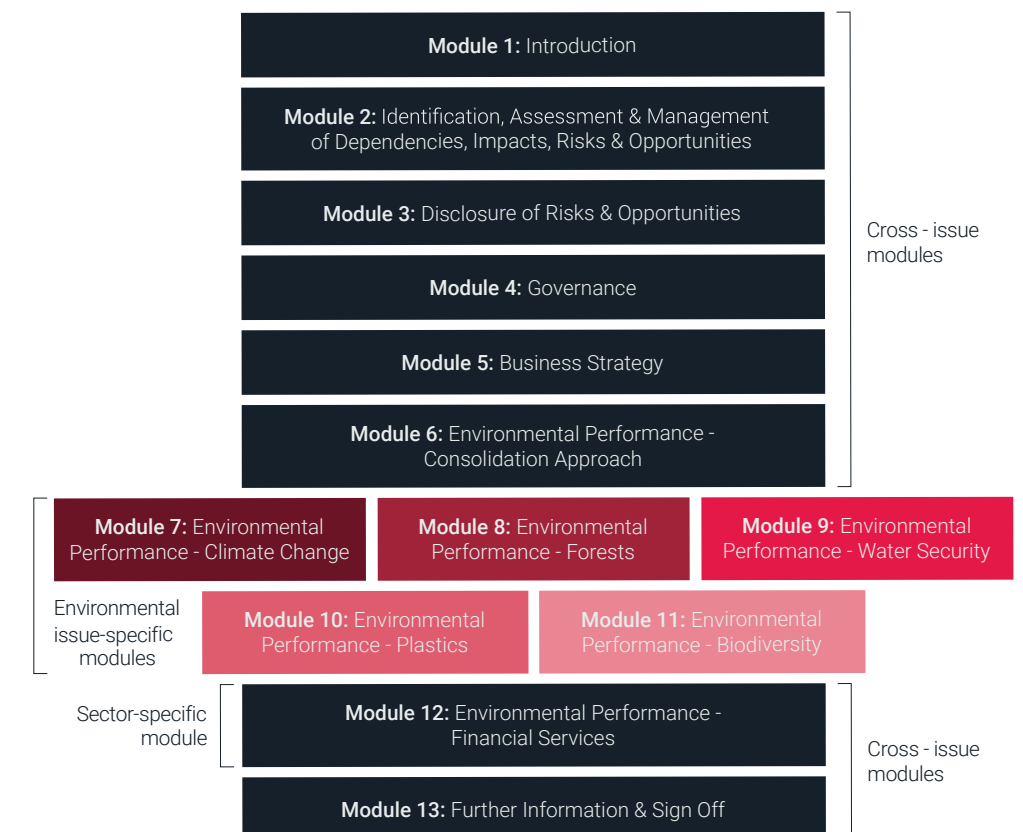 Module 1: Introduction
Module 2: Identification, Assessment & Management
of Dependencies, Impacts, Risks & Opportunities
Module 3: Disclosure of Risks & Opportunities
Cross - issue
modules
Module 4: Governance
Module 5: Business Strategy
Module 6: Environmental Performance -
Consolidation Approach
Module 7: Environmental
Performance - Climate Change
Module 8: Environmental
Performance - Forests
Module 9: Environmental
Performance - Water Security
Environmental
issue-specific
modules
Module 10: Environmental
Performance - Plastics
Module 11: Environmental
Performance - Biodiversity
Sector-specific
module
Module 12: Environmental Performance -
Financial Services
Cross - issue
modules
Module 13: Further Information & Sign Off